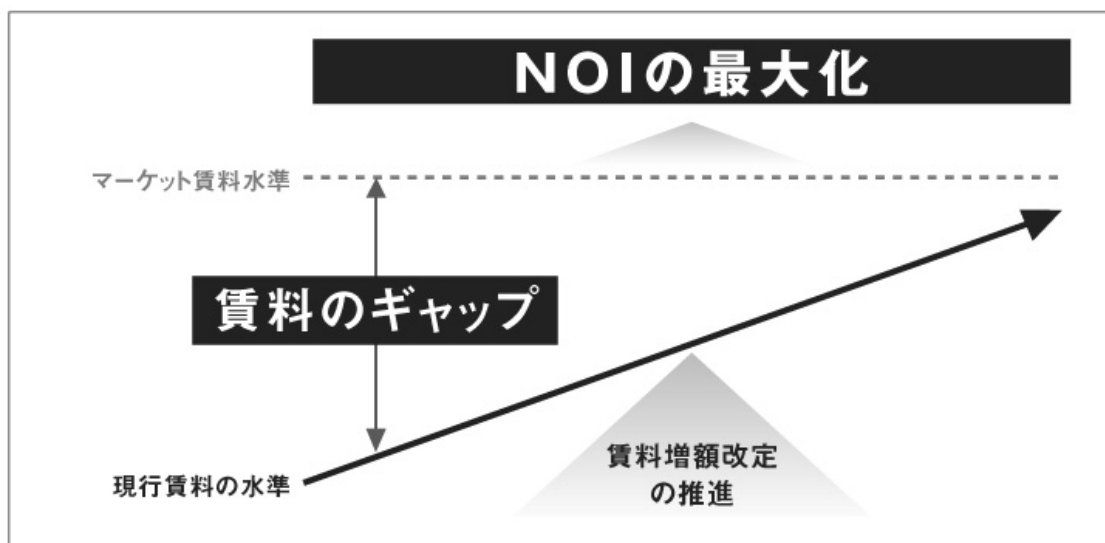 NOIの最大化
マーケット賃料水準
賃料のギャップ
賃料増額改定
の推進
現行賃料の水準